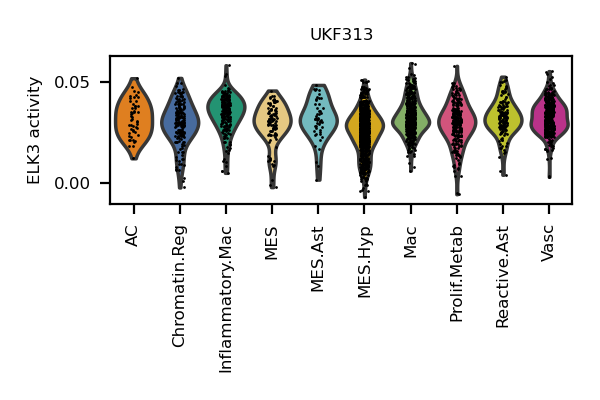 UKF313
ELK3 activity
0.05
0.00
AC
Chromatin.Reg
Inflammatory.Mac
MES
MES.Ast
MES.Hyp
Mac
Prolif.Metab
Reactive.Ast
Vasc